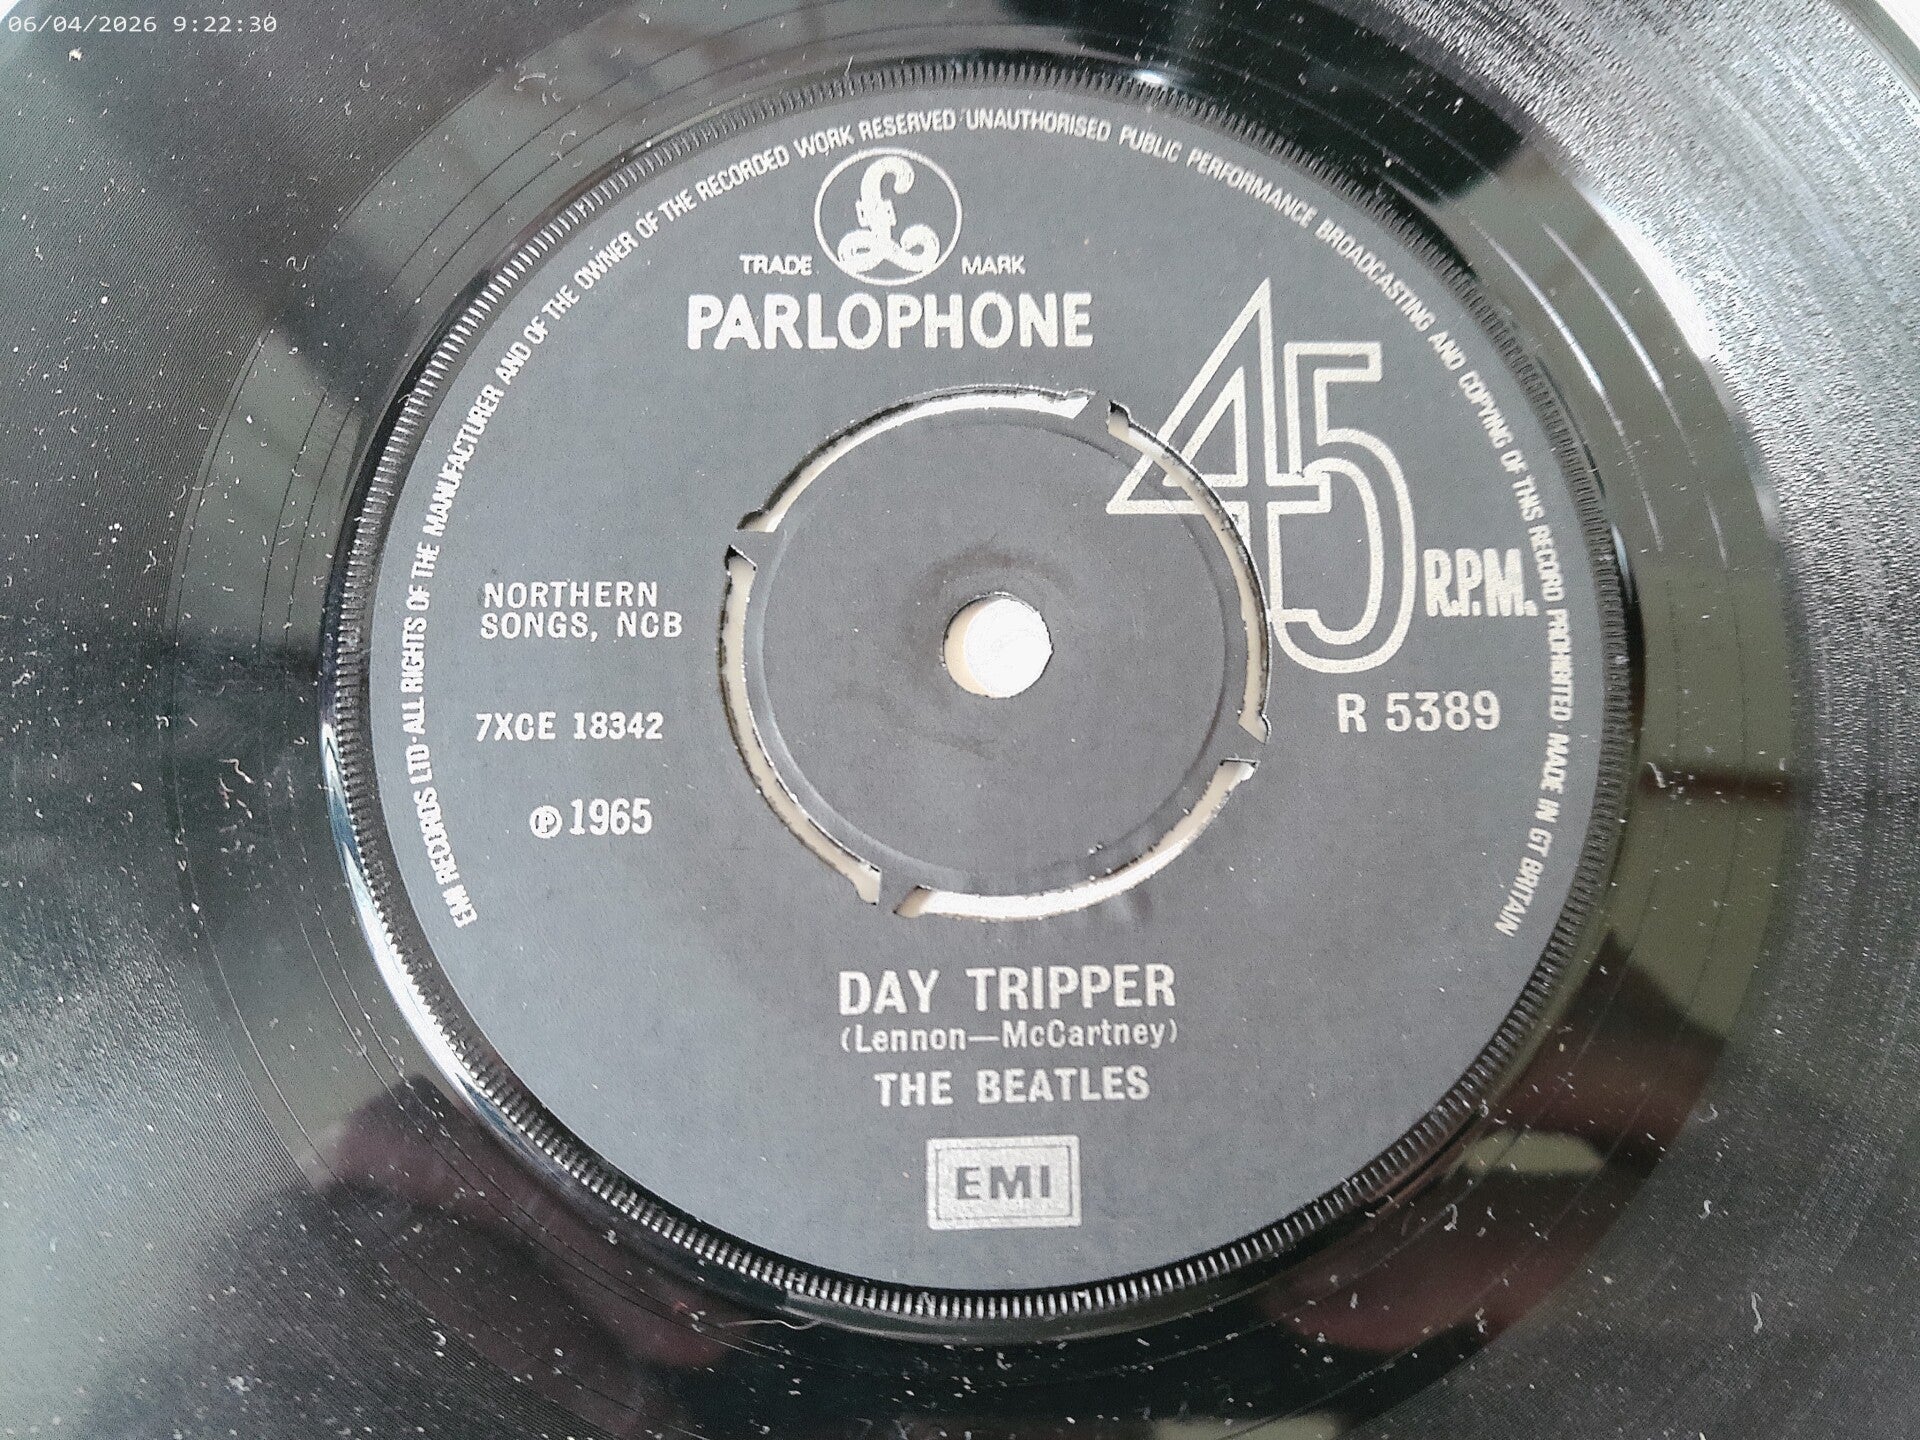 06/04/2026 9:22:30
EMI RECORDS LTD·ALL RIGHTS OF THE MANUFACTURER AND OF THE OWNER OF THE RECORDED WORK RESERVED·UNAUTHORISED PUBLIC PERFORMANCE BROADCASTING AND COPYING OF THIS RECORD PROHIBITED MADE IN GT BRITAIN
£
TRADE MARK
PARLOPHONE
45 R.P.M.
NORTHERN
SONGS, NCB
R 5389
7XCE 18342
℗ 1965
DAY TRIPPER
(Lennon—McCartney)
THE BEATLES
EMI